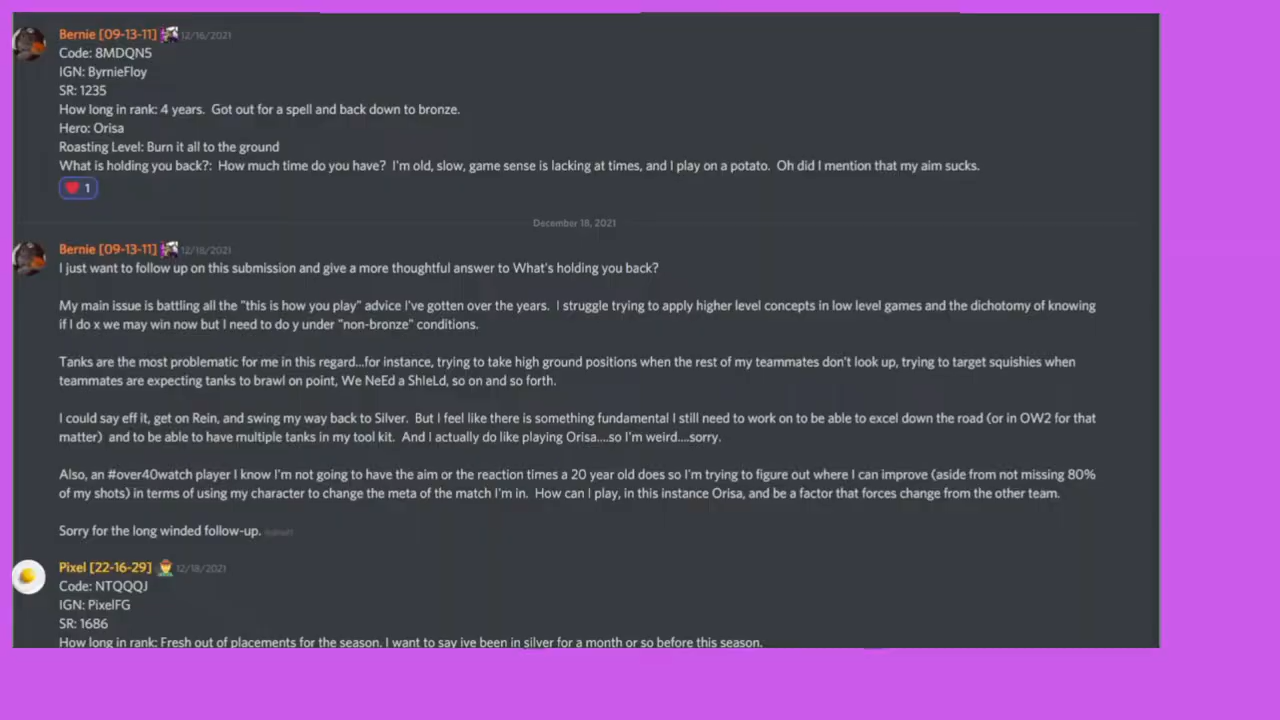 Bernie [09-13-11] 12/16/2021
Code: 8MDQN5
IGN: ByrnieFloy
SR: 1235
How long in rank: 4 years. Got out for a spell and back down to bronze.
Hero: Orisa
Roasting Level: Burn it all to the ground
What is holding you back?: How much time do you have? I'm old, slow, game sense is lacking at times, and I play on a potato. Oh did I mention that my aim sucks.
❤️ 1
December 18, 2021
Bernie [09-13-11] 12/18/2021
I just want to follow up on this submission and give a more thoughtful answer to What's holding you back?
My main issue is battling all the "this is how you play" advice I've gotten over the years. I struggle trying to apply higher level concepts in low level games and the dichotomy of knowing
if I do x we may win now but I need to do y under "non-bronze" conditions.
Tanks are the most problematic for me in this regard...for instance, trying to take high ground positions when the rest of my teammates don't look up, trying to target squishies when
teammates are expecting tanks to brawl on point, We NeEd a ShIeLd, so on and so forth.
I could say eff it, get on Rein, and swing my way back to Silver. But I feel like there is something fundamental I still need to work on to be able to excel down the road (or in OW2 for that
matter) and to be able to have multiple tanks in my tool kit. And I actually do like playing Orisa....so I'm weird....sorry.
Also, an #over40watch player I know I'm not going to have the aim or the reaction times a 20 year old does so I'm trying to figure out where I can improve (aside from not missing 80%
of my shots) in terms of using my character to change the meta of the match I'm in. How can I play, in this instance Orisa, and be a factor that forces change from the other team.
Sorry for the long winded follow-up. (edited)
Pixel [22-16-29] 12/18/2021
Code: NTQQQJ
IGN: PixelFG
SR: 1686
How long in rank: Fresh out of placements for the season. I want to say ive been in silver for a month or so before this season.